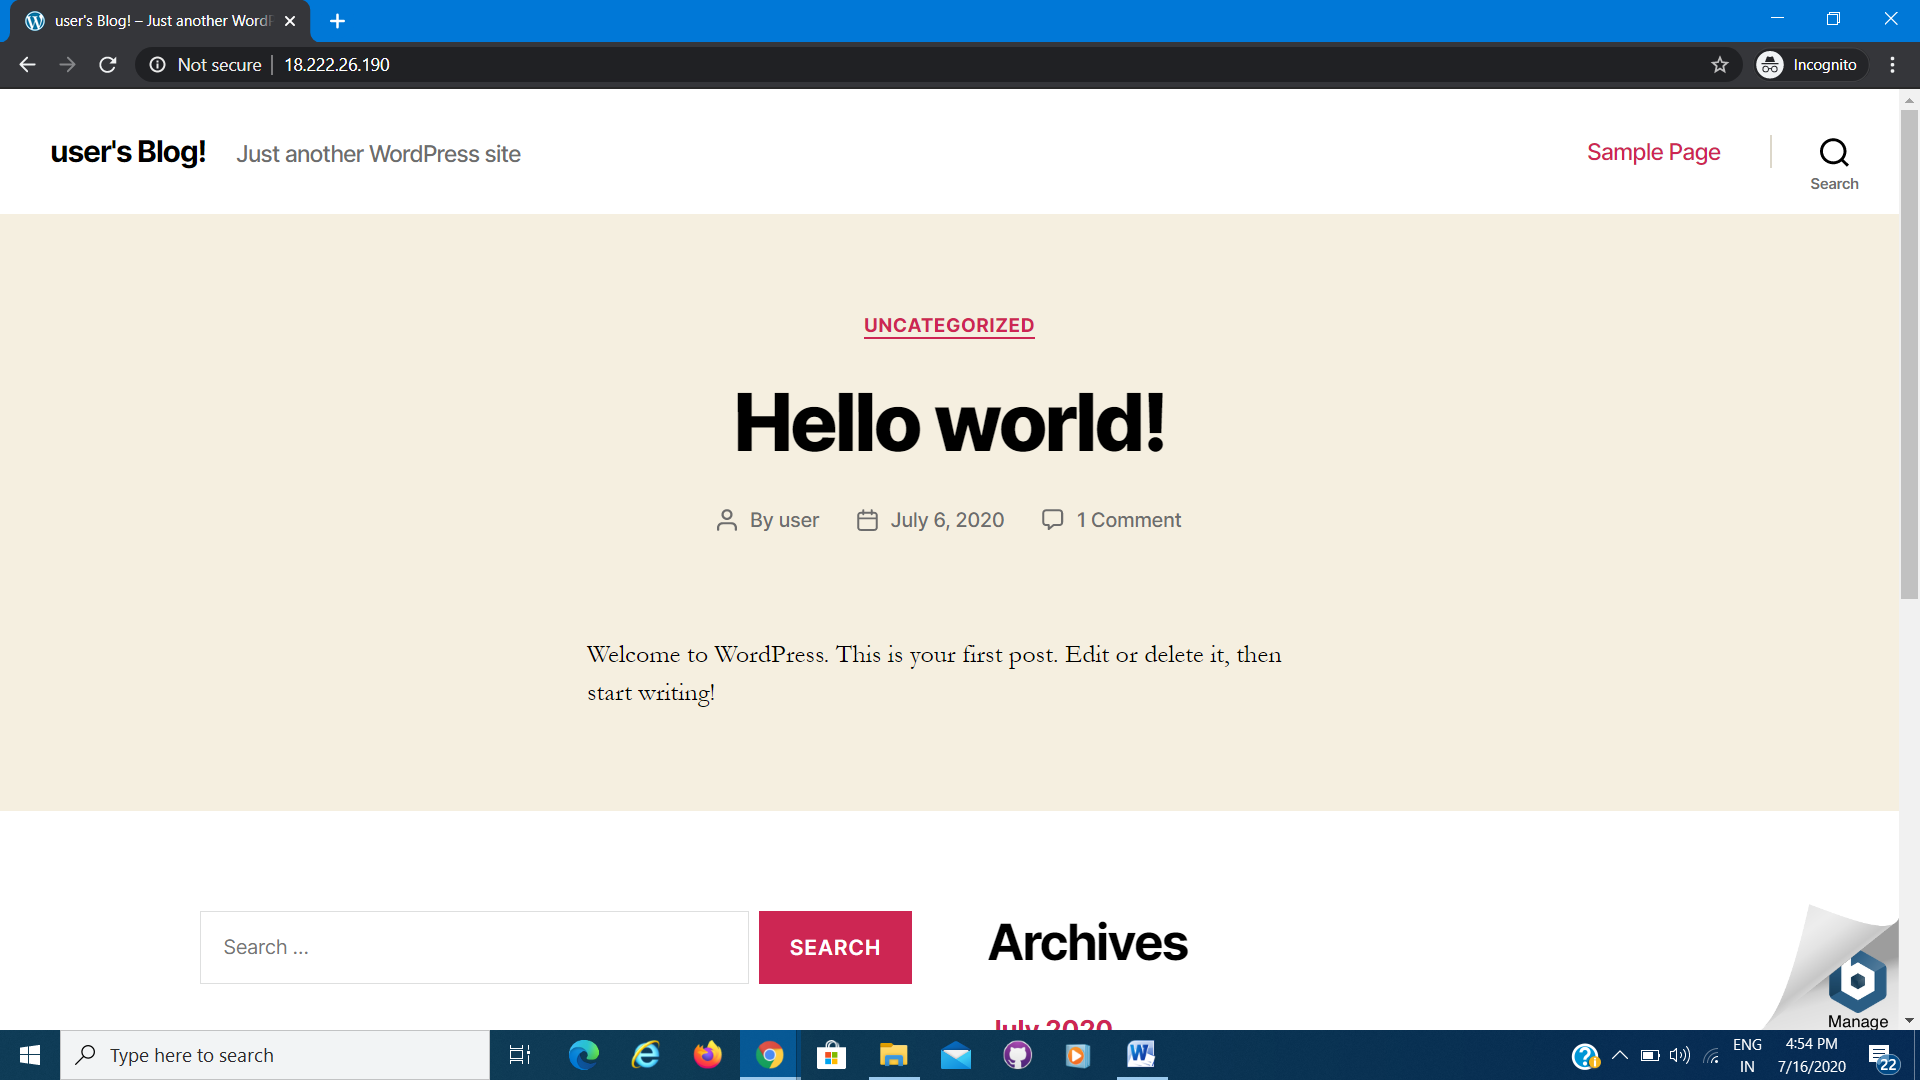 user's Blog! – Just another Word
Not secure
18.222.26.190
Incognito
user's Blog!
Just another WordPress site
Sample Page
Search
UNCATEGORIZED
Hello world!
By user
July 6, 2020
1 Comment
Welcome to WordPress. This is your first post. Edit or delete it, then
start writing!
Search ...
SEARCH
Archives
July 2020
Manage
Type here to search
ENG
IN
4:54 PM
7/16/2020
22